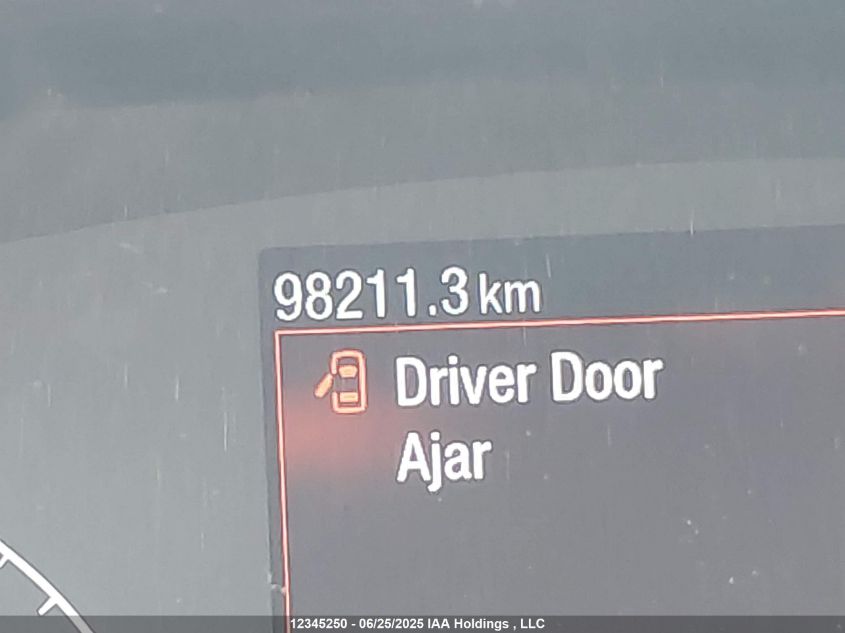 98211.3 km
Driver Door
Ajar
12345250 - 06/25/2025 IAA Holdings , LLC